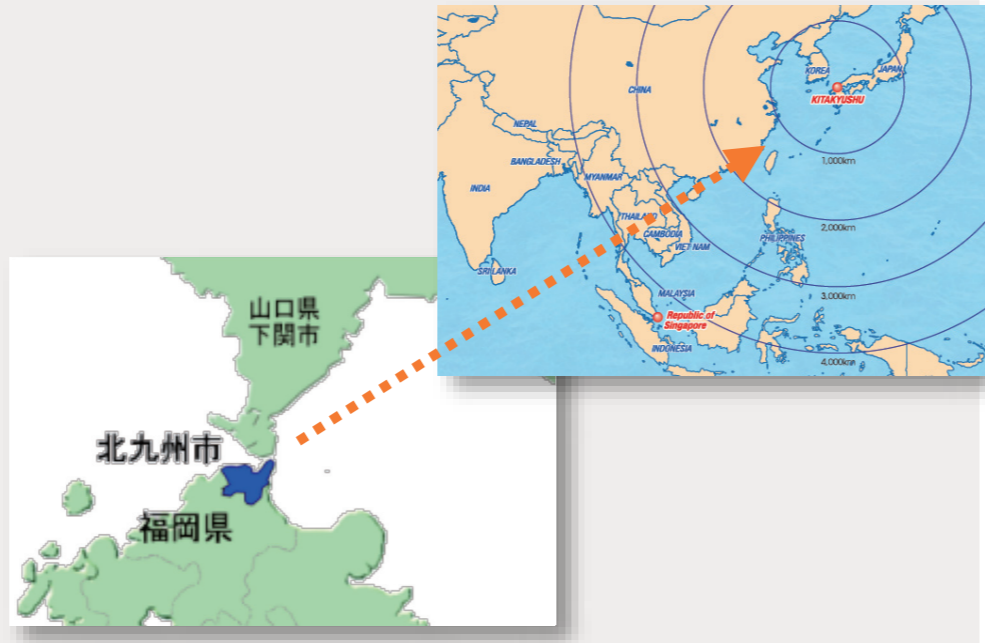 KOREA
JAPAN
KITAKYUSHU
CHINA
NEPAL
BANGLADESH
MYANMAR
INDIA
1,000km
THAILAND
CAMBODIA
VIET NAM
2,000km
PHILIPPINES
SRI LANKA
MALAYSIA
3,000km
Republic of
Singapore
INDONESIA
4,000km
山口県
下関市
北九州市
福岡県